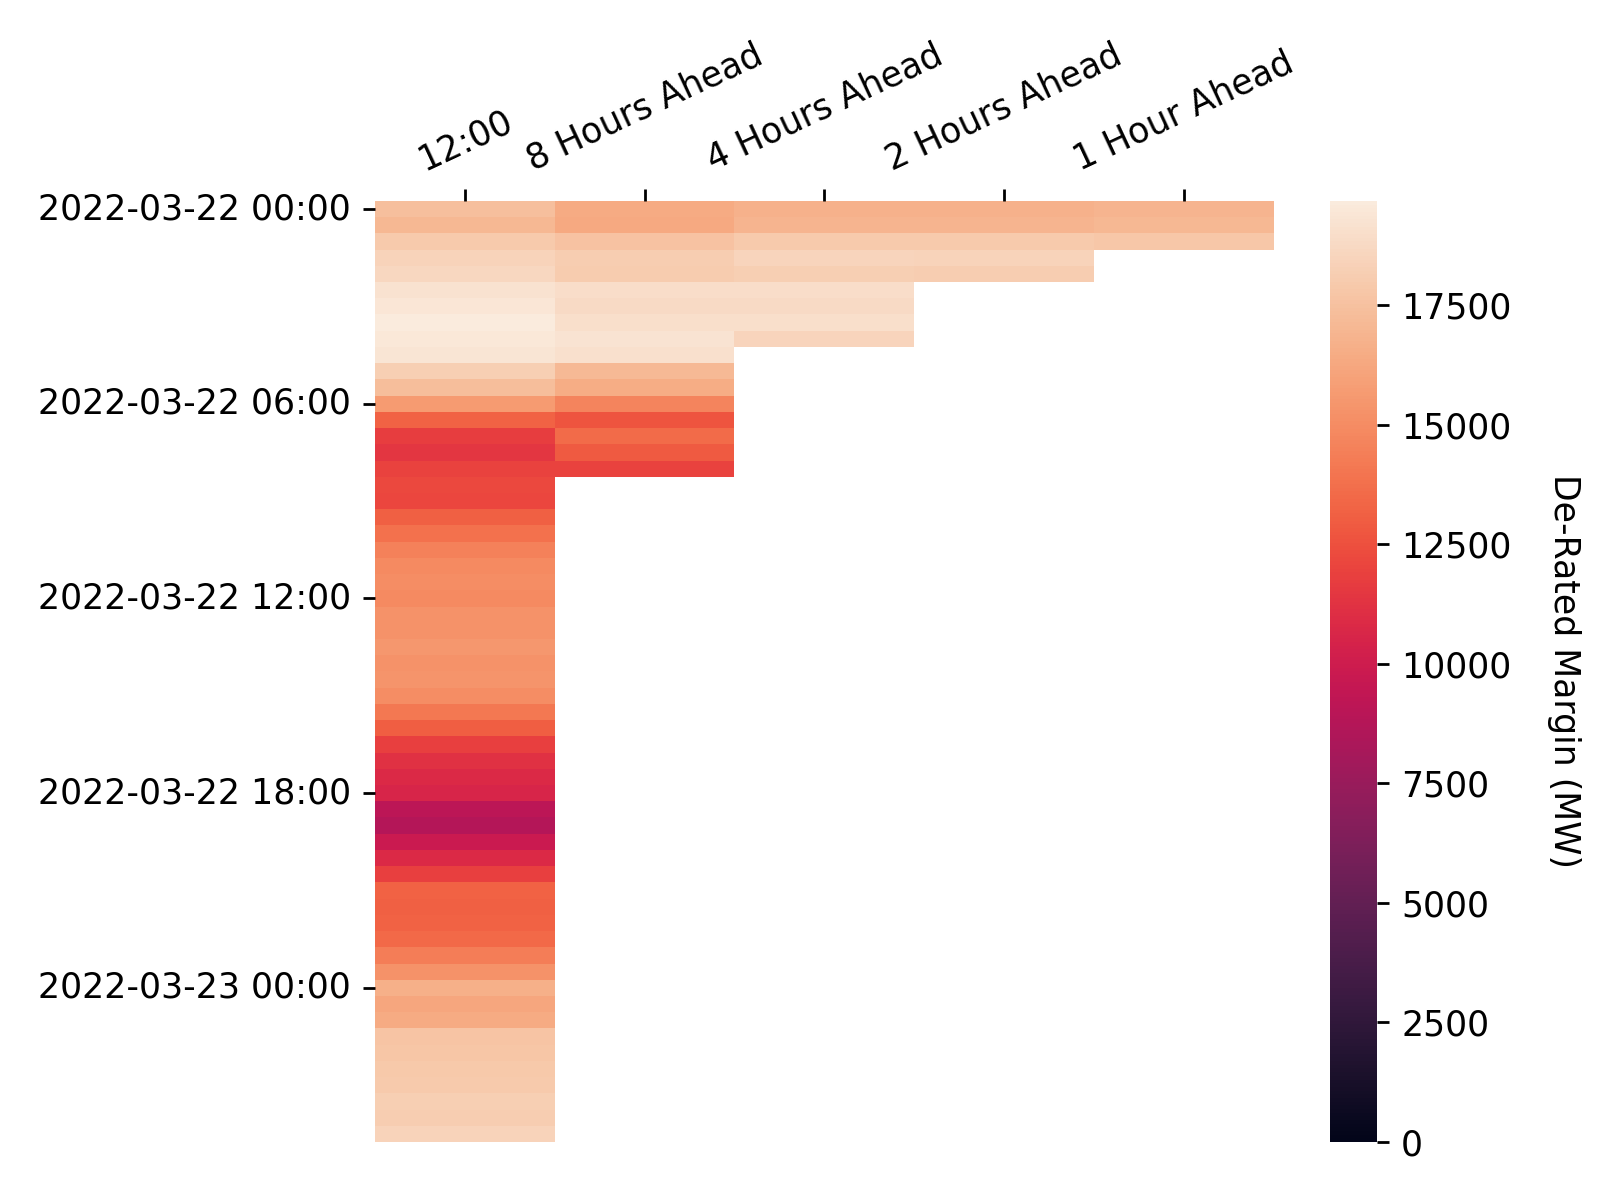 12:00
8 Hours Ahead
4 Hours Ahead
2 Hours Ahead
1 Hour Ahead
2022-03-22 00:00
2022-03-22 06:00
2022-03-22 12:00
2022-03-22 18:00
2022-03-23 00:00
17500
15000
12500
10000
7500
5000
2500
0
De-Rated Margin (MW)